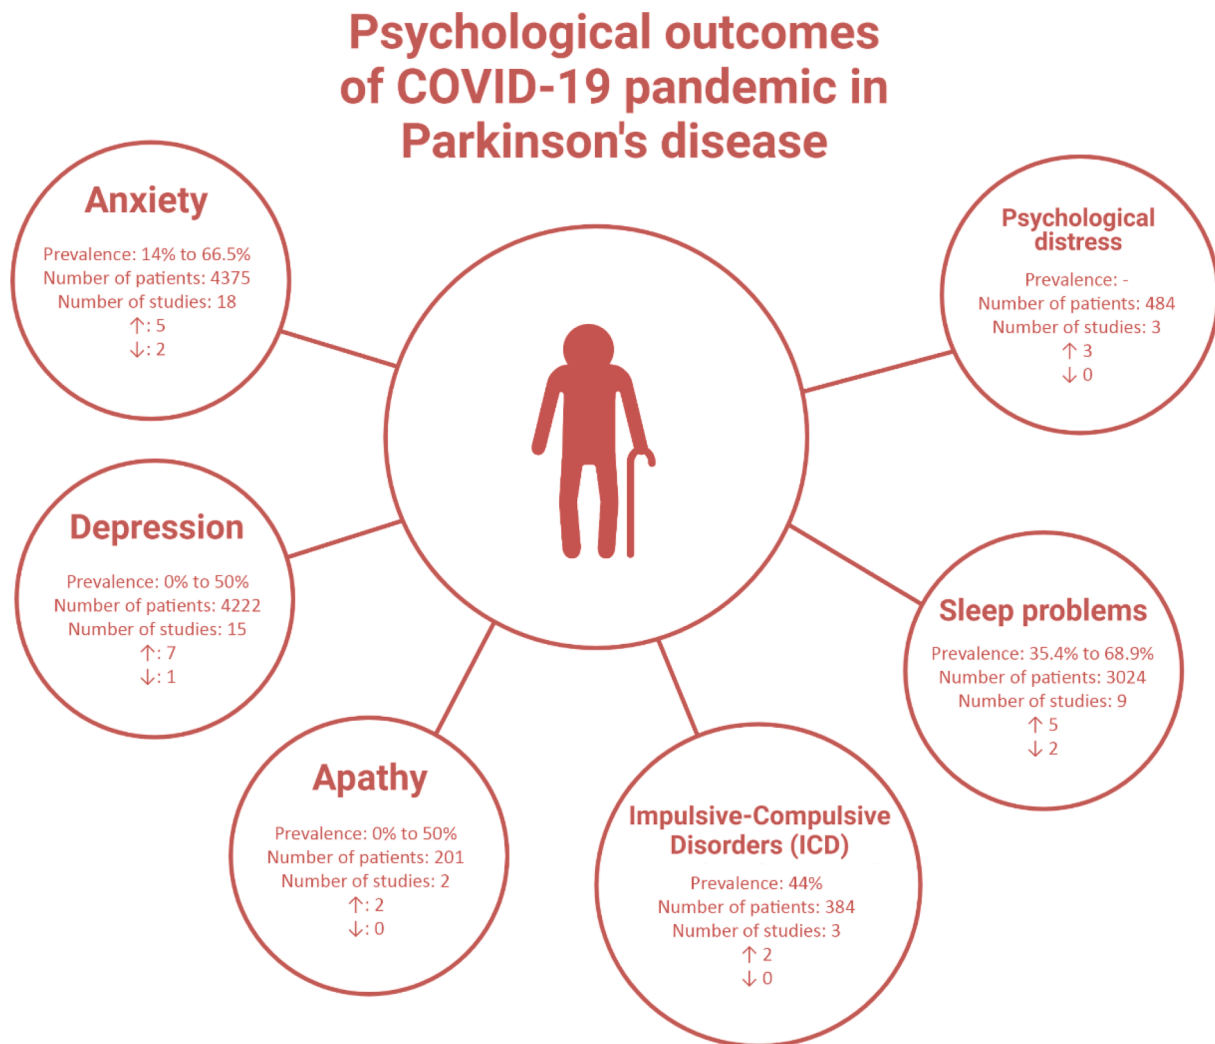 Psychological outcomes
of COVID-19 pandemic in
Parkinson's disease
Anxiety
Prevalence: 14% to 66.5%
Number of patients: 4375
Number of studies: 18
↑: 5
↓: 2
Psychological
distress
Prevalence: -
Number of patients: 484
Number of studies: 3
↑ 3
↓ 0
Depression
Prevalence: 0% to 50%
Number of patients: 4222
Number of studies: 15
↑: 7
↓: 1
Sleep problems
Prevalence: 35.4% to 68.9%
Number of patients: 3024
Number of studies: 9
↑ 5
↓ 2
Apathy
Prevalence: 0% to 50%
Number of patients: 201
Number of studies: 2
↑: 2
↓: 0
Impulsive-Compulsive
Disorders (ICD)
Prevalence: 44%
Number of patients: 384
Number of studies: 3
↑ 2
↓ 0